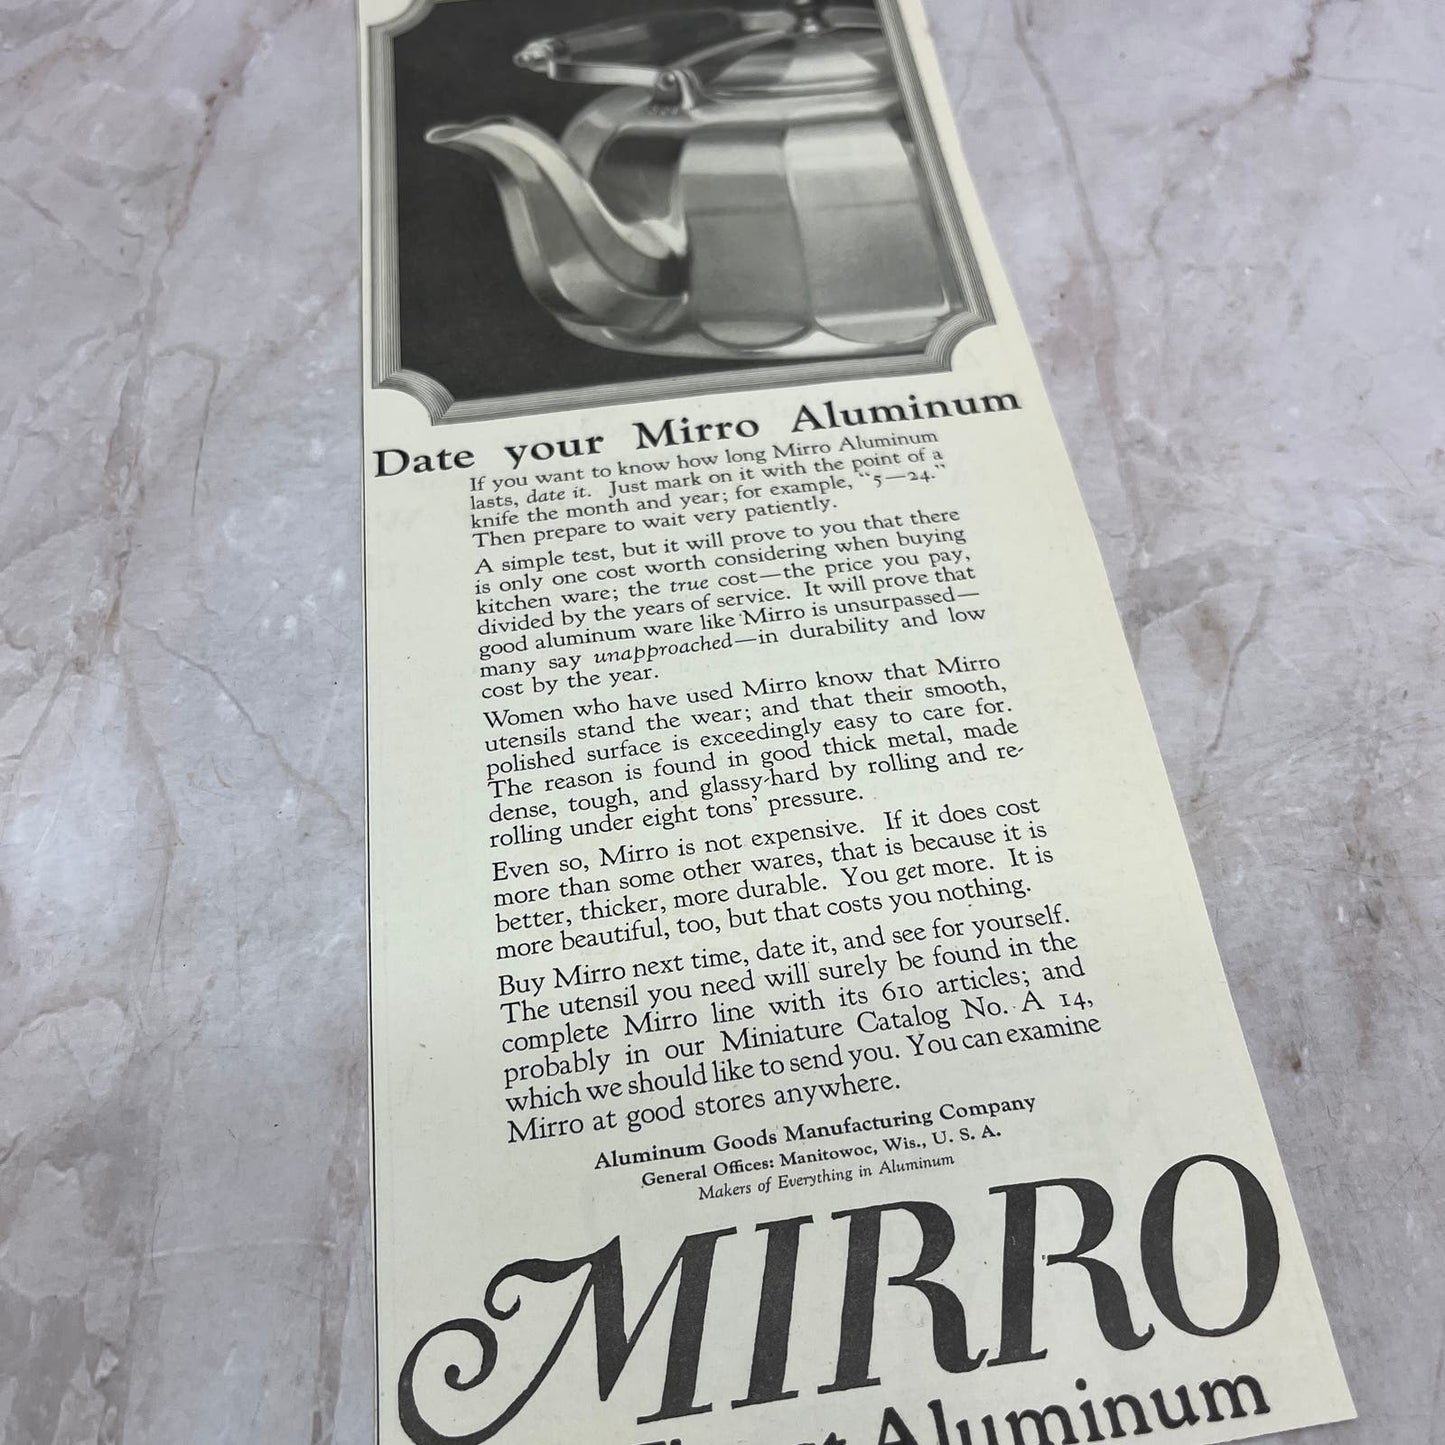 Date your Mirro Aluminum
If you want to know how long Mirro Aluminum
lasts, date it. Just mark on it with the point of a
knife the month and year; for example, “5—24.”
Then prepare to wait very patiently.
A simple test, but it will prove to you that there
is only one cost worth considering when buying
kitchen ware; the true cost—the price you pay,
divided by the years of service. It will prove that
good aluminum ware like Mirro is unsurpassed—
many say unapproached—in durability and low
cost by the year.
Women who have used Mirro know that Mirro
utensils stand the wear; and that their smooth,
polished surface is exceedingly easy to care for.
The reason is found in good thick metal, made
dense, tough, and glassy-hard by rolling and re-
rolling under eight tons’ pressure.
Even so, Mirro is not expensive. If it does cost
more than some other wares, that is because it is
better, thicker, more durable. You get more. It is
more beautiful, too, but that costs you nothing.
Buy Mirro next time, date it, and see for yourself.
The utensil you need will surely be found in the
complete Mirro line with its 610 articles; and
probably in our Miniature Catalog No. A 14,
which we should like to send you. You can examine
Mirro at good stores anywhere.
Aluminum Goods Manufacturing Company
General Offices: Manitowoc, Wis., U. S. A.
Makers of Everything in Aluminum
MIRRO
Aluminum